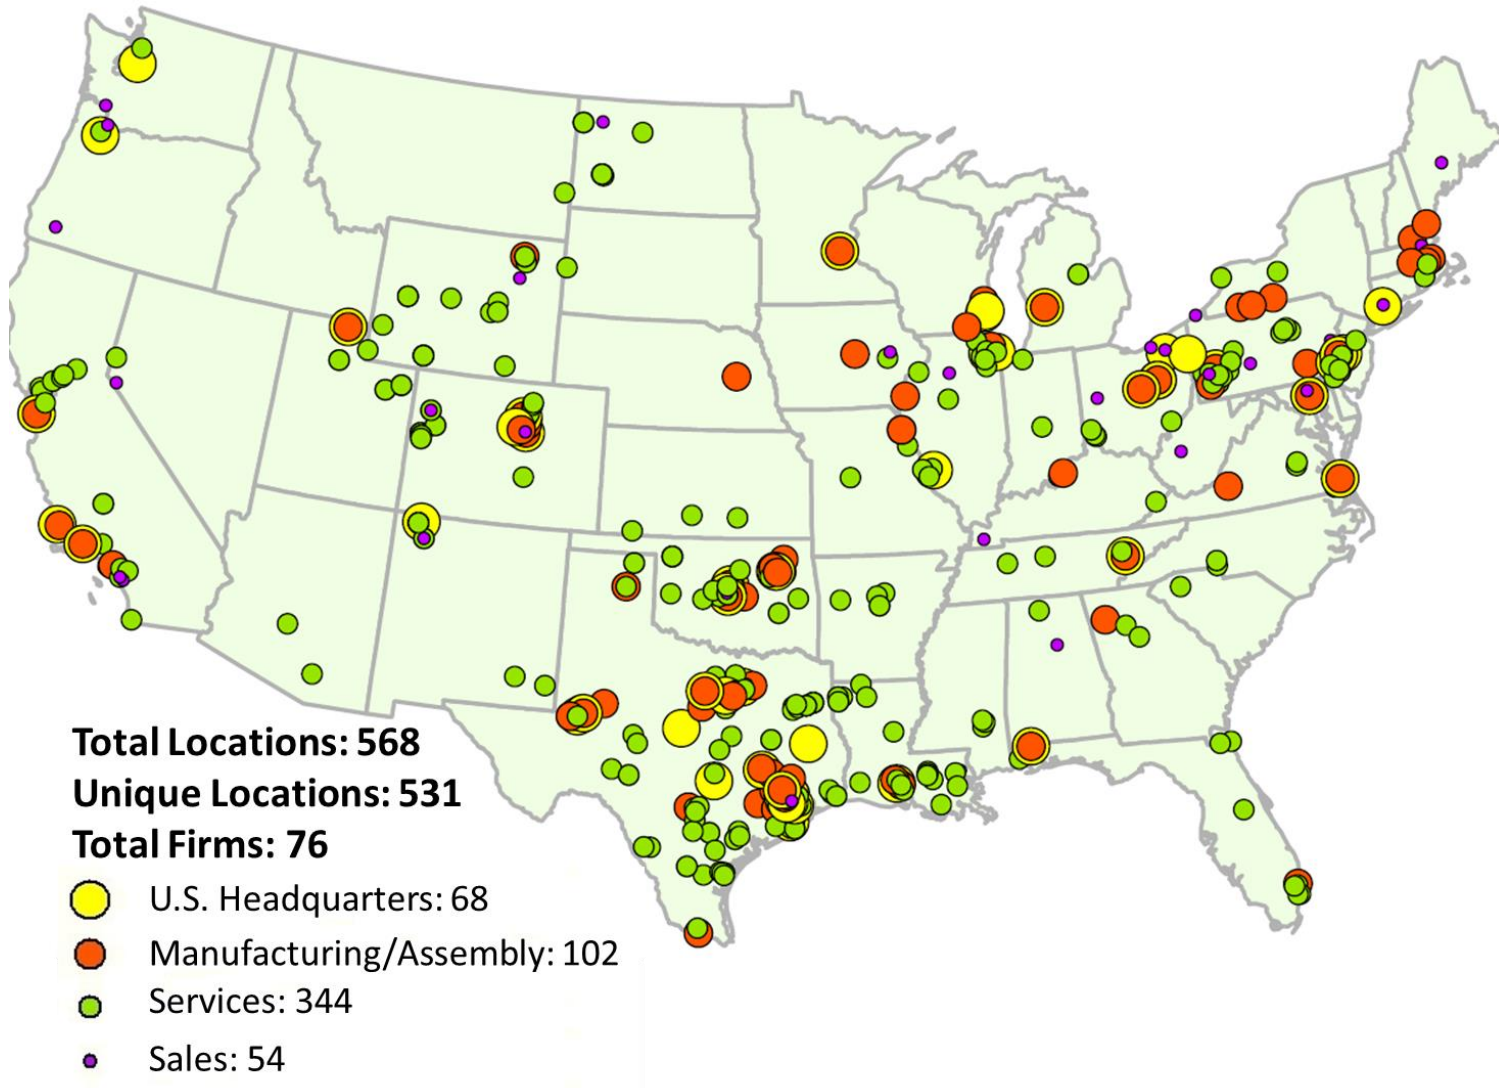 Total Locations: 568
Unique Locations: 531
Total Firms: 76
U.S. Headquarters: 68
Manufacturing/Assembly: 102
Services: 344
Sales: 54